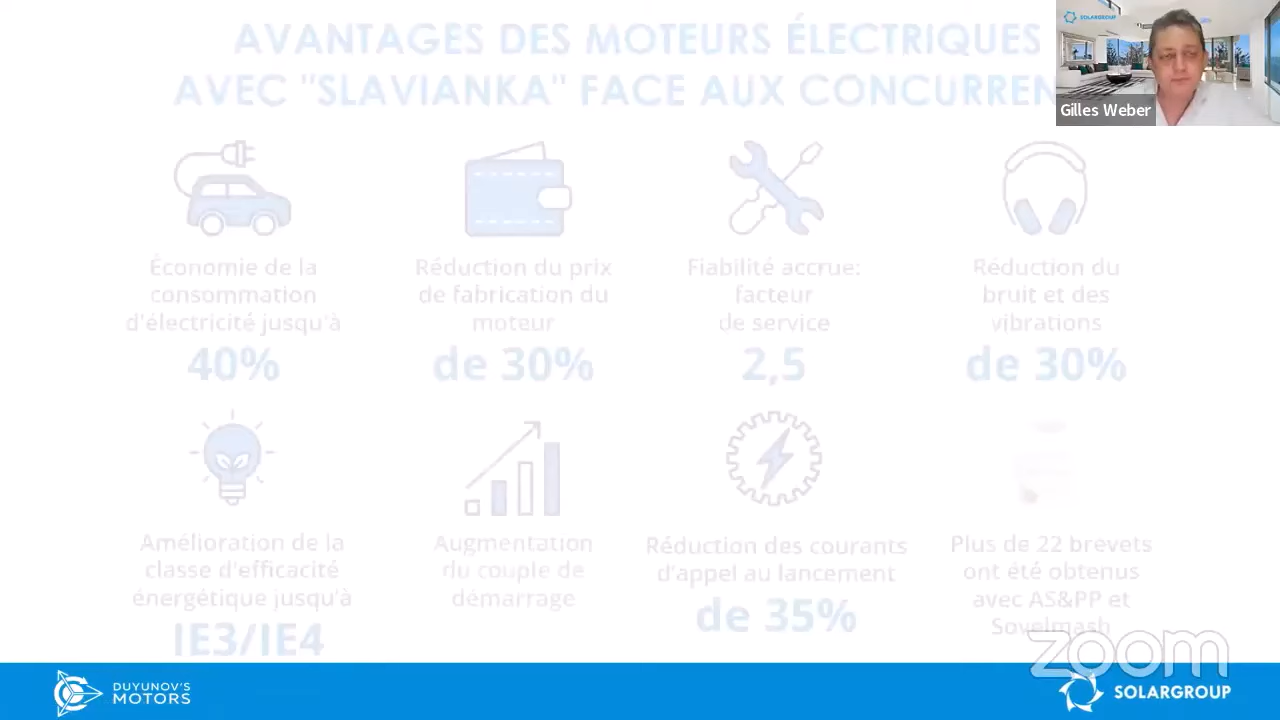 AVANTAGES DES MOTEURS ÉLECTRIQUES
AVEC "SLAVIANKA" FACE AUX CONCURREN
SOLARGROUP
Gilles Weber
Économie de la
consommation
d'électricité jusqu'à
40%
Réduction du prix
de fabrication du
moteur
de 30%
Fiabilité accrue:
facteur
de service
2,5
Réduction du
bruit et des
vibrations
de 30%
Amélioration de la
classe d'efficacité
énergétique jusqu'à
IE3/IE4
Augmentation
du couple de
démarrage
Réduction des courants
d'appel au lancement
de 35%
Plus de 22 brevets
ont été obtenus
avec AS&PP et
Sovelmash
zoom
DUYUNOV'S
MOTORS
SOLARGROUP